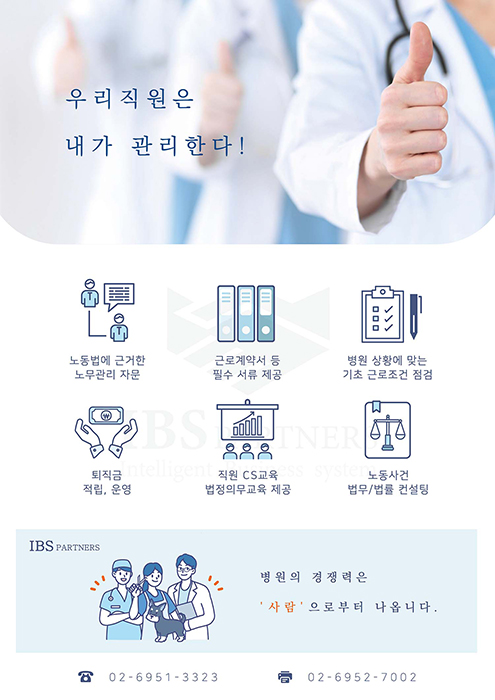 우리직원은
내가 관리한다!
노동법에 근거한
노무관리 자문
근로계약서 등
필수 서류 제공
병원 상황에 맞는
기초 근로조건 점검
IBS PARTNERS
intelligent business system
퇴직금
적립, 운영
직원 CS교육
법정의무교육 제공
노동사건
법무/법률 컨설팅
IBS PARTNERS
병원의 경쟁력은
'사람'으로부터 나옵니다.
02-6951-3323
02-6952-7002